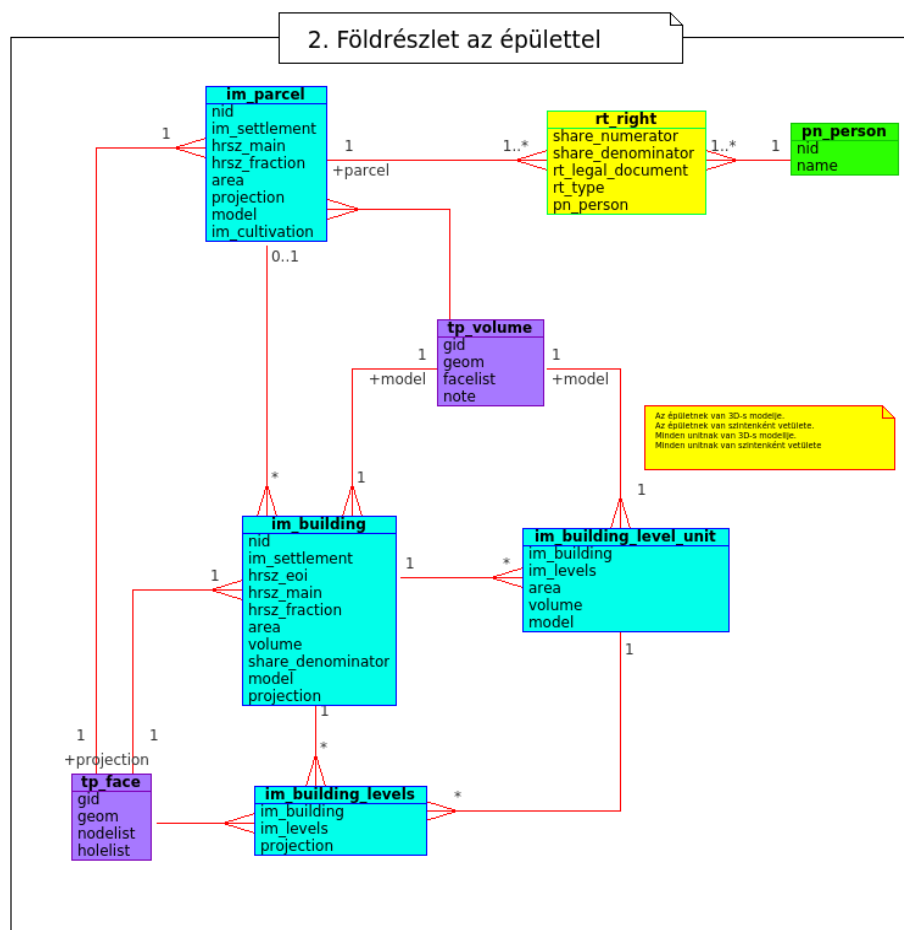 2. Földrészlet az épülettel
im_parcel
nid
im_settlement
hrsz_main
hrsz_fraction
area
projection
model
im_cultivation
rt_right
share_numerator
share_denominator
rt_legal_document
rt_type
pn_person
pn_person
nid
name
1
1
+parcel
1..*
1..*
1
0..1
tp_volume
gid
geom
facelist
note
1
+model
1
+model
Az épületnek van 3D-s modellje.
Az épületnek van szintenként vetülete.
Minden unitnak van 3D-s modellje.
Minden unitnak van szintenként vetülete
*
1
1
im_building
nid
im_settlement
hrsz_eoi
hrsz_main
hrsz_fraction
area
volume
share_denominator
model
projection
im_building_level_unit
im_building
im_levels
area
volume
model
1
1
*
1
1
*
1
1
+projection
tp_face
gid
geom
nodelist
holelist
im_building_levels
im_building
im_levels
projection
*